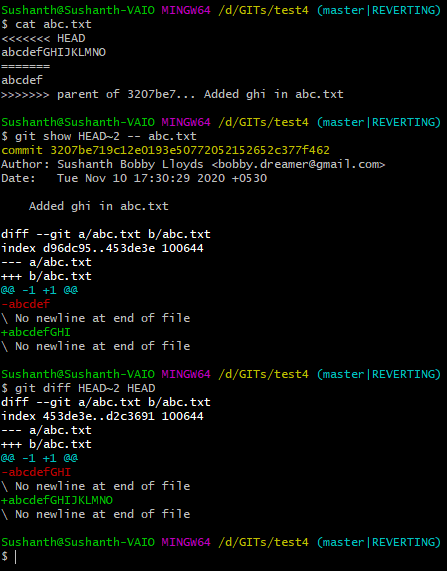 Sushanth@Sushanth-VAIO MINGW64 /d/GITs/test4 (master|REVERTING)
$ cat abc.txt
<<<<<<< HEAD
abcdefGHIJKLMNO
=======
abcdef
>>>>>>> parent of 3207be7... Added ghi in abc.txt

Sushanth@Sushanth-VAIO MINGW64 /d/GITs/test4 (master|REVERTING)
$ git show HEAD~2 -- abc.txt
commit 3207be719c12e0193e50772052152652c377f462
Author: Sushanth Bobby Lloyds <bobby.dreamer@gmail.com>
Date:   Tue Nov 10 17:30:29 2020 +0530

    Added ghi in abc.txt

diff --git a/abc.txt b/abc.txt
index d96dc95..453de3e 100644
--- a/abc.txt
+++ b/abc.txt
@@ -1 +1 @@
-abcdef
\ No newline at end of file
+abcdefGHI
\ No newline at end of file

Sushanth@Sushanth-VAIO MINGW64 /d/GITs/test4 (master|REVERTING)
$ git diff HEAD~2 HEAD
diff --git a/abc.txt b/abc.txt
index 453de3e..d2c3691 100644
--- a/abc.txt
+++ b/abc.txt
@@ -1 +1 @@
-abcdefGHI
\ No newline at end of file
+abcdefGHIJKLMNO
\ No newline at end of file

Sushanth@Sushanth-VAIO MINGW64 /d/GITs/test4 (master|REVERTING)
$